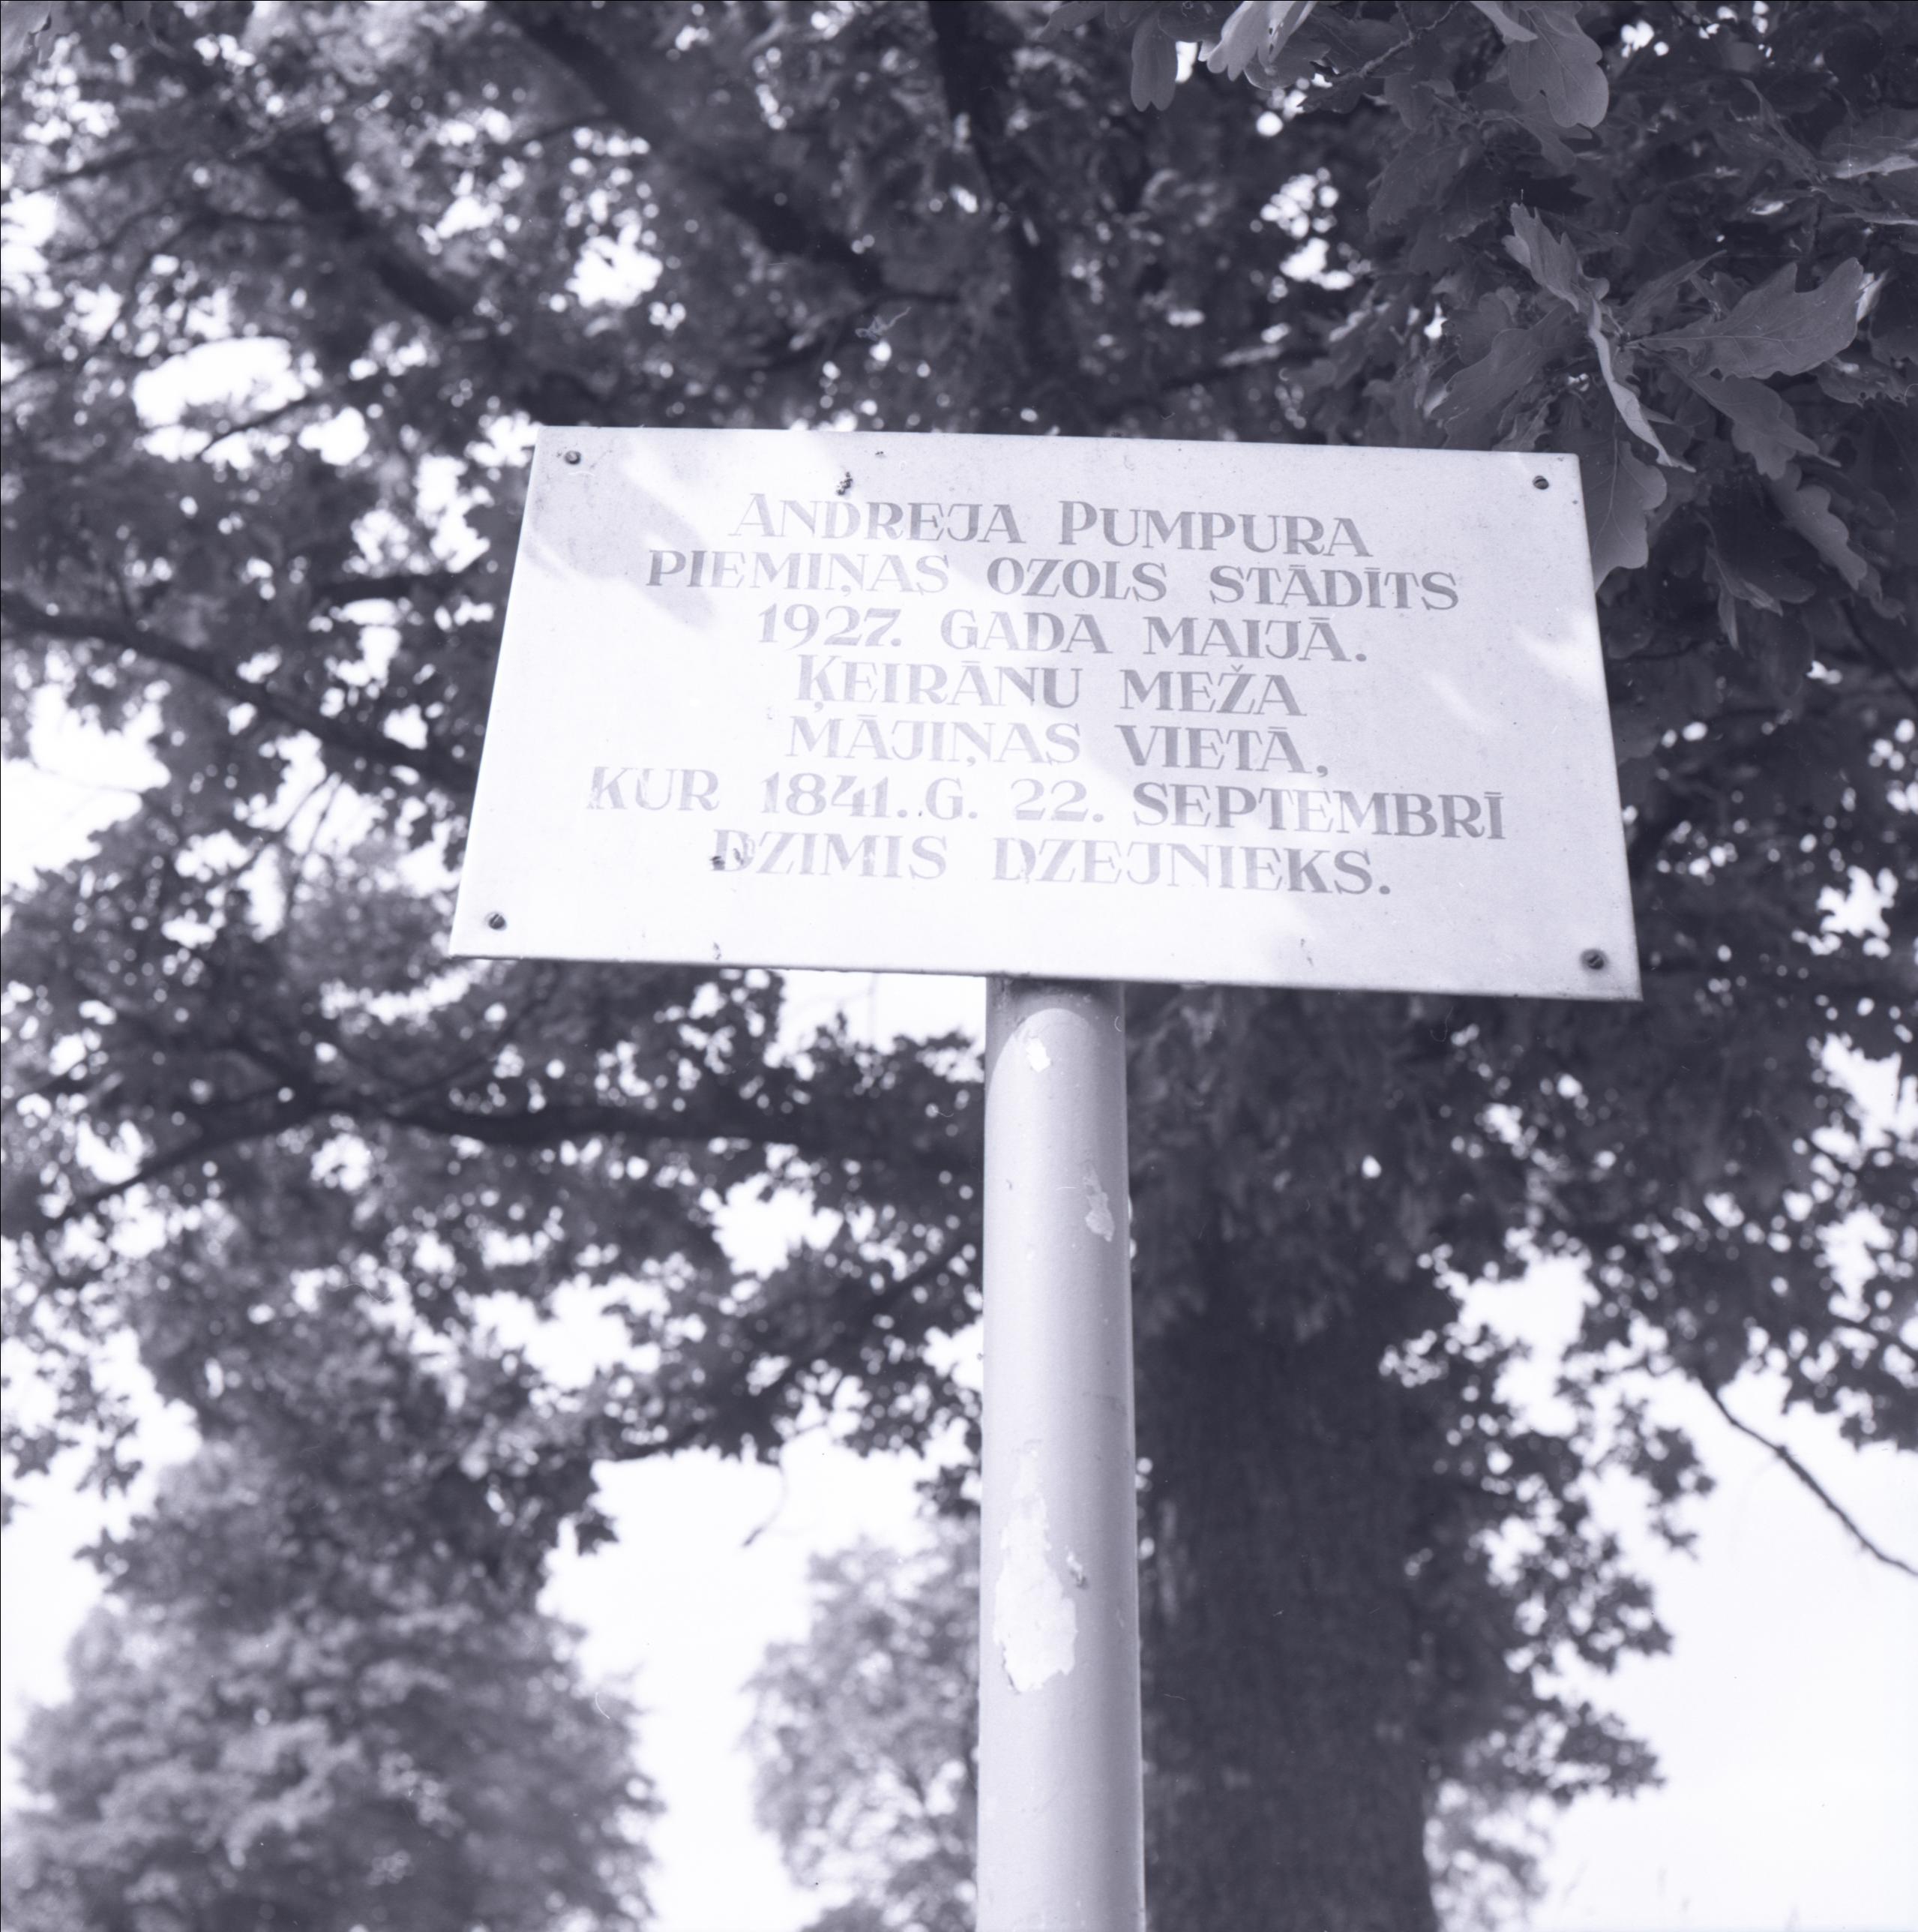 ANDREJA PUMPURA
PIEMIŅAS OZOLS STĀDĪTS
1927. GADA MAIJĀ.
ĶEIRĀNU MEŽA
MĀJIŅAS VIETĀ,
KUR 1841. G. 22. SEPTEMBRĪ
DZIMIS DZEJNIEKS.